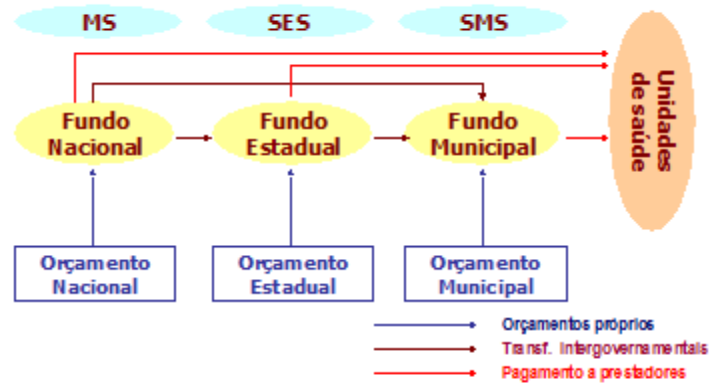 MS SES SMS
Unidades
de saúde
Fundo
Nacional
Fundo
Estadual
Fundo
Municipal
Orçamento
Nacional
Orçamento
Estadual
Orçamento
Municipal
Orçamentos próprios
Transf. Intergovernamentais
Pagamento a prestadores